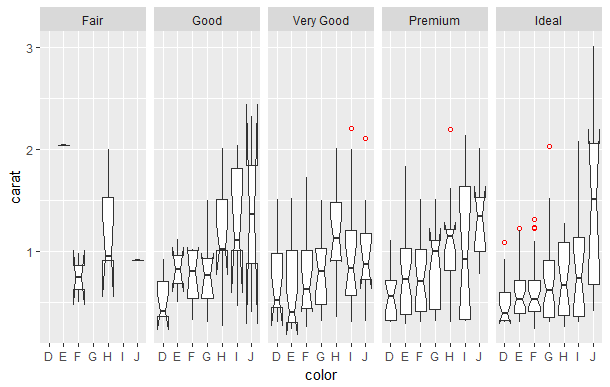 Fair Good Very Good Premium Ideal
3
2
1
carat
D E F G H I J D E F G H I J D E F G H I J D E F G H I J D E F G H I J
color